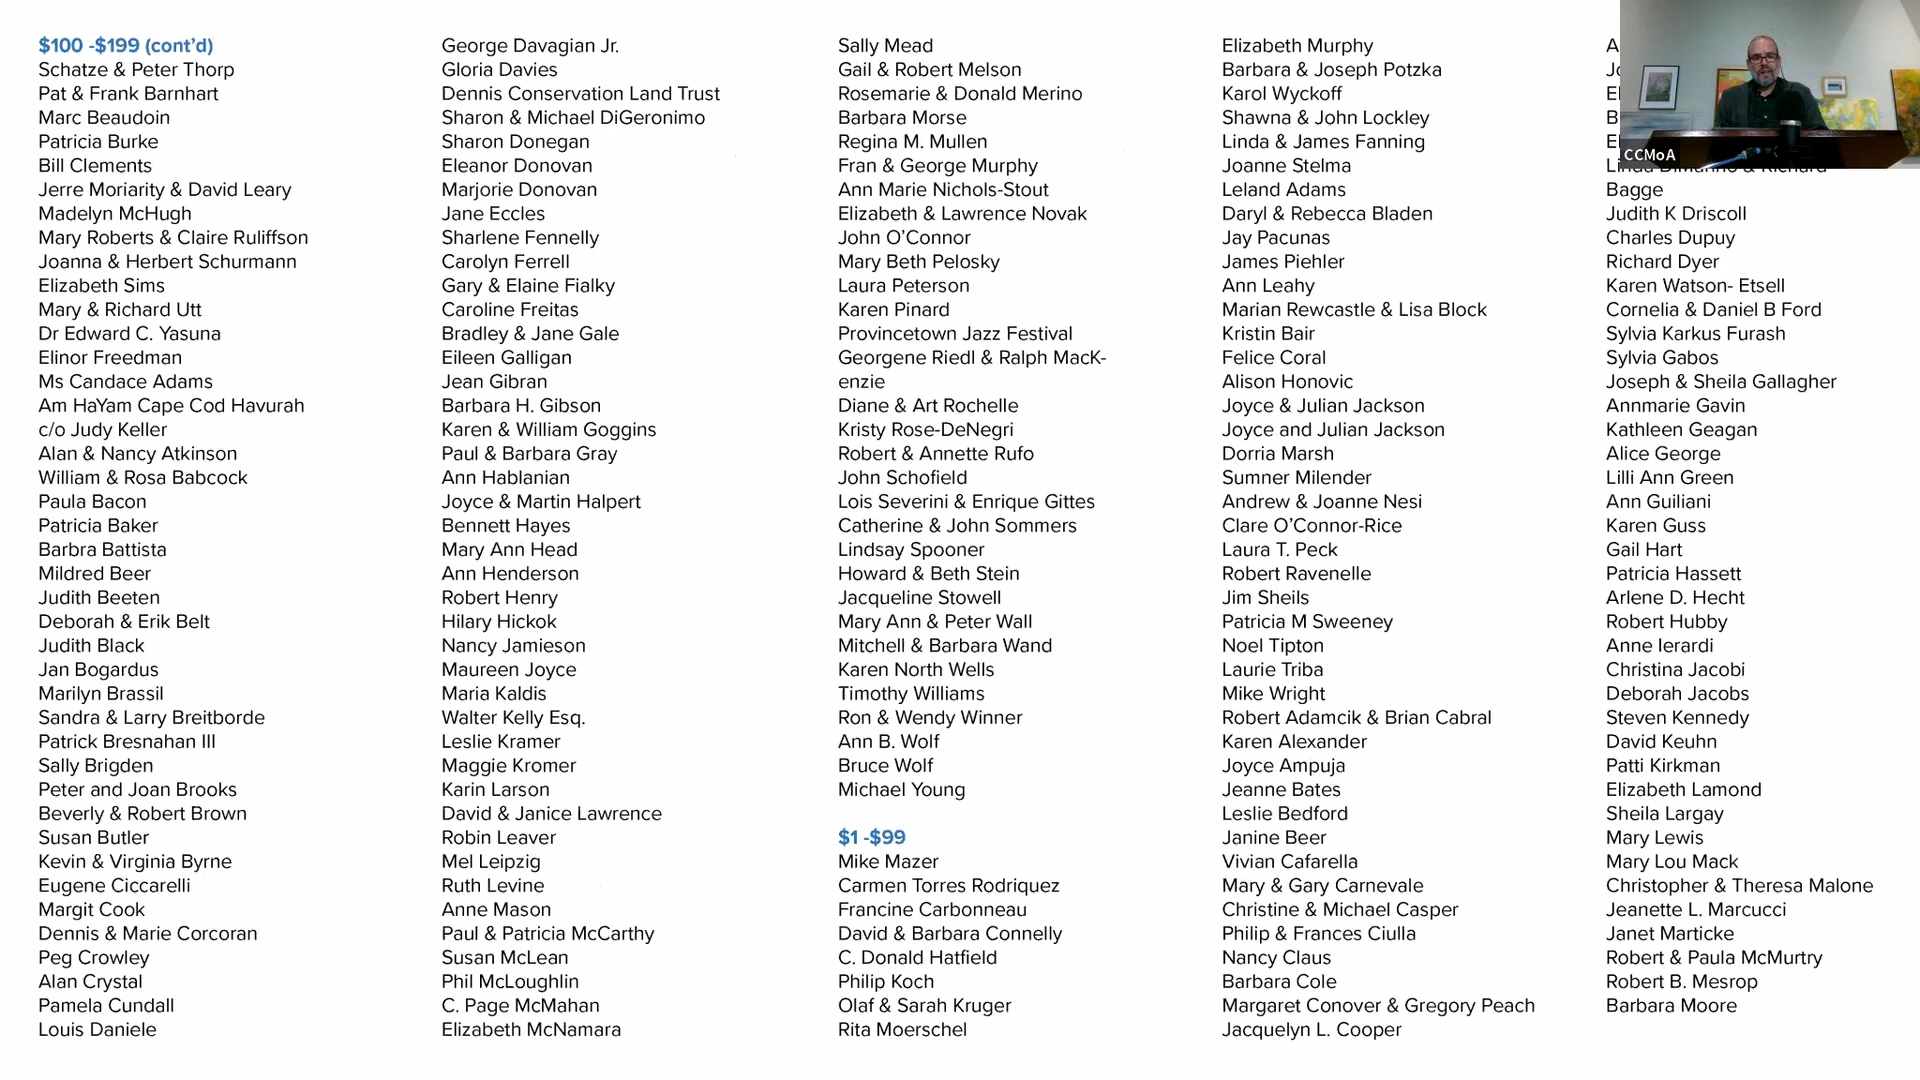 $100 -$199 (cont’d)
Schatze & Peter Thorp
Pat & Frank Barnhart
Marc Beaudoin
Patricia Burke
Bill Clements
Jerre Moriarity & David Leary
Madelyn McHugh
Mary Roberts & Claire Ruliffson
Joanna & Herbert Schurmann
Elizabeth Sims
Mary & Richard Utt
Dr Edward C. Yasuna
Elinor Freedman
Ms Candace Adams
Am HaYam Cape Cod Havurah
c/o Judy Keller
Alan & Nancy Atkinson
William & Rosa Babcock
Paula Bacon
Patricia Baker
Barbra Battista
Mildred Beer
Judith Beeten
Deborah & Erik Belt
Judith Black
Jan Bogardus
Marilyn Brassil
Sandra & Larry Breitborde
Patrick Bresnahan III
Sally Brigden
Peter and Joan Brooks
Beverly & Robert Brown
Susan Butler
Kevin & Virginia Byrne
Eugene Ciccarelli
Margit Cook
Dennis & Marie Corcoran
Peg Crowley
Alan Crystal
Pamela Cundall
Louis Daniele
George Davagian Jr.
Gloria Davies
Dennis Conservation Land Trust
Sharon & Michael DiGeronimo
Sharon Donegan
Eleanor Donovan
Marjorie Donovan
Jane Eccles
Sharlene Fennelly
Carolyn Ferrell
Gary & Elaine Fialky
Caroline Freitas
Bradley & Jane Gale
Eileen Galligan
Jean Gibran
Barbara H. Gibson
Karen & William Goggins
Paul & Barbara Gray
Ann Hablanian
Joyce & Martin Halpert
Bennett Hayes
Mary Ann Head
Ann Henderson
Robert Henry
Hilary Hickok
Nancy Jamieson
Maureen Joyce
Maria Kaldis
Walter Kelly Esq.
Leslie Kramer
Maggie Kromer
Karin Larson
David & Janice Lawrence
Robin Leaver
Mel Leipzig
Ruth Levine
Anne Mason
Paul & Patricia McCarthy
Susan McLean
Phil McLoughlin
C. Page McMahan
Elizabeth McNamara
Sally Mead
Gail & Robert Melson
Rosemarie & Donald Merino
Barbara Morse
Regina M. Mullen
Fran & George Murphy
Ann Marie Nichols-Stout
Elizabeth & Lawrence Novak
John O’Connor
Mary Beth Pelosky
Laura Peterson
Karen Pinard
Provincetown Jazz Festival
Georgene Riedl & Ralph MacK-
enzie
Diane & Art Rochelle
Kristy Rose-DeNegri
Robert & Annette Rufo
John Schofield
Lois Severini & Enrique Gittes
Catherine & John Sommers
Lindsay Spooner
Howard & Beth Stein
Jacqueline Stowell
Mary Ann & Peter Wall
Mitchell & Barbara Wand
Karen North Wells
Timothy Williams
Ron & Wendy Winner
Ann B. Wolf
Bruce Wolf
Michael Young
$1 -$99
Mike Mazer
Carmen Torres Rodriquez
Francine Carbonneau
David & Barbara Connelly
C. Donald Hatfield
Philip Koch
Olaf & Sarah Kruger
Rita Moerschel
Elizabeth Murphy
Barbara & Joseph Potzka
Karol Wyckoff
Shawna & John Lockley
Linda & James Fanning
Joanne Stelma
Leland Adams
Daryl & Rebecca Bladen
Jay Pacunas
James Piehler
Ann Leahy
Marian Rewcastle & Lisa Block
Kristin Bair
Felice Coral
Alison Honovic
Joyce & Julian Jackson
Joyce and Julian Jackson
Dorria Marsh
Sumner Milender
Andrew & Joanne Nesi
Clare O’Connor-Rice
Laura T. Peck
Robert Ravenelle
Jim Sheils
Patricia M Sweeney
Noel Tipton
Laurie Triba
Mike Wright
Robert Adamcik & Brian Cabral
Karen Alexander
Joyce Ampuja
Jeanne Bates
Leslie Bedford
Janine Beer
Vivian Cafarella
Mary & Gary Carnevale
Christine & Michael Casper
Philip & Frances Ciulla
Nancy Claus
Barbara Cole
Margaret Conover & Gregory Peach
Jacquelyn L. Cooper
CCMoA
Linda DiMarino & Richard
Bagge
Judith K Driscoll
Charles Dupuy
Richard Dyer
Karen Watson- Etsell
Cornelia & Daniel B Ford
Sylvia Karkus Furash
Sylvia Gabos
Joseph & Sheila Gallagher
Annmarie Gavin
Kathleen Geagan
Alice George
Lilli Ann Green
Ann Guiliani
Karen Guss
Gail Hart
Patricia Hassett
Arlene D. Hecht
Robert Hubby
Anne Ierardi
Christina Jacobi
Deborah Jacobs
Steven Kennedy
David Keuhn
Patti Kirkman
Elizabeth Lamond
Sheila Largay
Mary Lewis
Mary Lou Mack
Christopher & Theresa Malone
Jeanette L. Marcucci
Janet Marticke
Robert & Paula McMurtry
Robert B. Mesrop
Barbara Moore